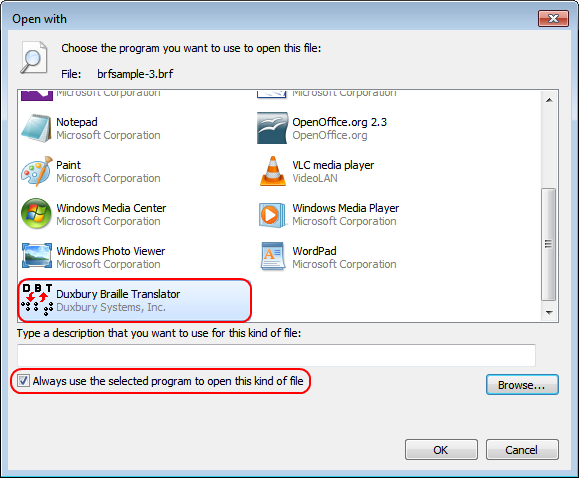 Open with
Choose the program you want to use to open this file:
File: brfsample-3.brf
Microsoft Corporation Microsoft Corporation
Notepad OpenOffice.org 2.3
Microsoft Corporation OpenOffice.org
Paint VLC media player
Microsoft Corporation VideoLAN
Windows Media Center Windows Media Player
Microsoft Corporation Microsoft Corporation
Windows Photo Viewer WordPad
Microsoft Corporation Microsoft Corporation
D B T Duxbury Braille Translator
Duxbury Systems, Inc.
Type a description that you want to use for this kind of file:
Always use the selected program to open this kind of file
Browse...
OK Cancel